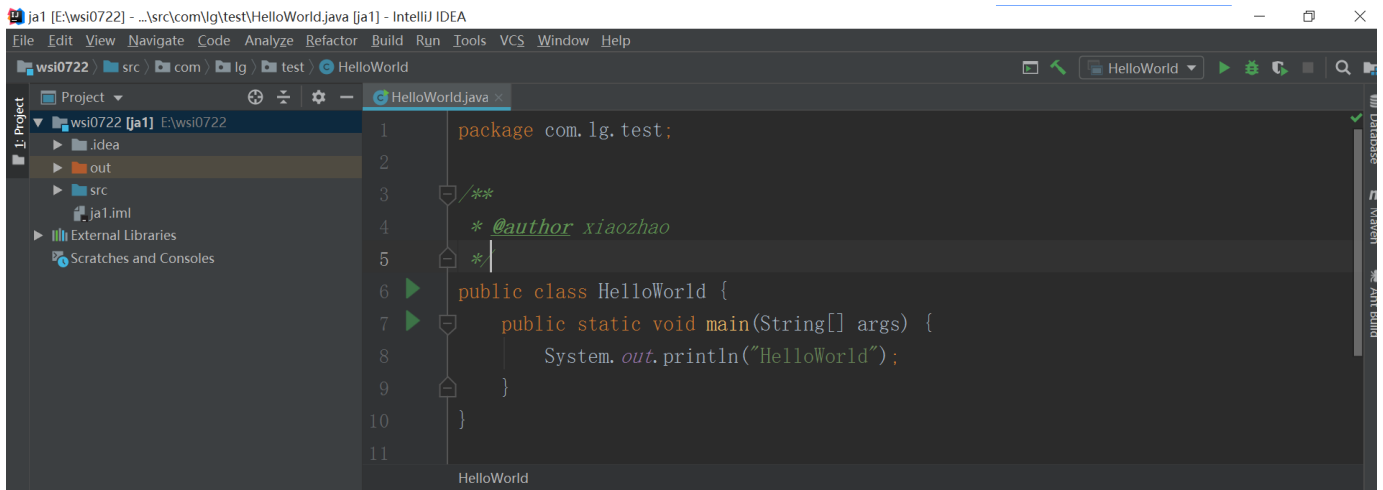 ja1 [E:\wsi0722] - ...\src\com\lg\test\HelloWorld.java [ja1] - IntelliJ IDEA
File Edit View Navigate Code Analyze Refactor Build Run Tools VCS Window Help
wsi0722 src com lg test HelloWorld
HelloWorld
1: Project
Project
HelloWorld.java
wsi0722 [ja1] E:\wsi0722
.idea
out
src
ja1.iml
External Libraries
Scratches and Consoles
1 package com.lg.test;
2
3 /**
4 * @author xiaozhao
5 */
6 public class HelloWorld {
7 public static void main(String[] args) {
8 System.out.println("HelloWorld");
9 }
10 }
11
HelloWorld
Database
m Maven
Ant Build